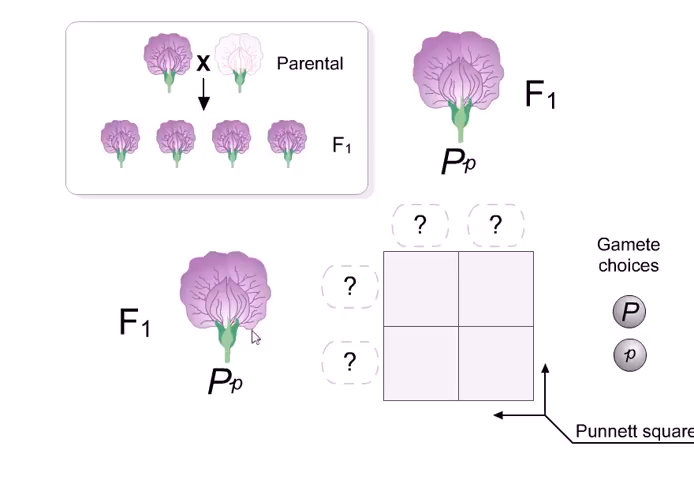 X
Parental
F1
F1
Pp
?
?
Gamete
choices
F1
?
P
p
?
Pp
Punnett square